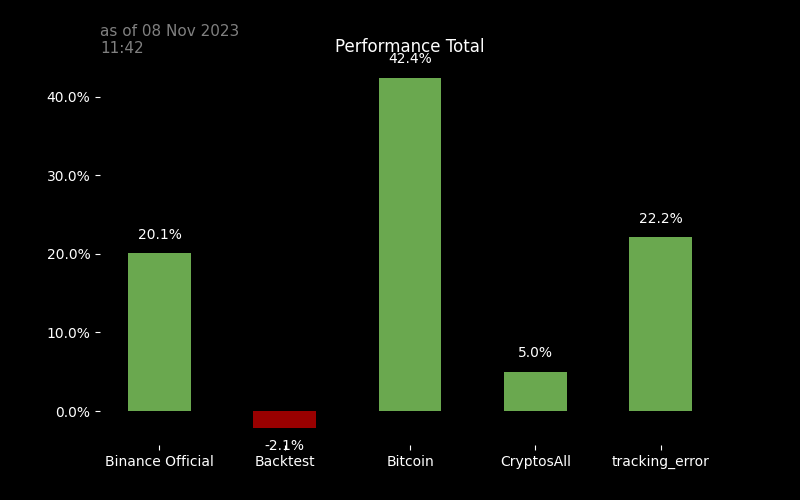 as of 08 Nov 2023
11:42
Performance Total
42.4%
40.0%
30.0%
22.2%
20.1%
20.0%
10.0%
5.0%
0.0%
-2.1%
Binance Official
Backtest
Bitcoin
CryptosAll
tracking_error